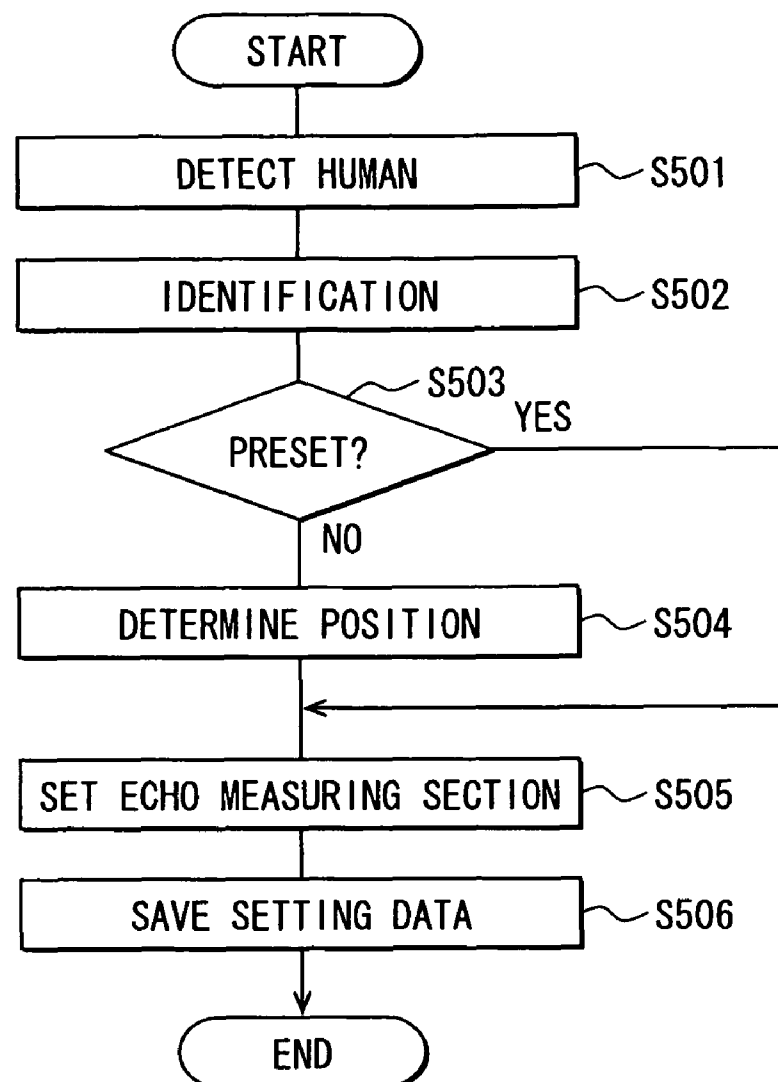 START
DETECT HUMAN
S501
IDENTIFICATION
S502
S503
PRESET?
YES
NO
DETERMINE POSITION
S504
SET ECHO MEASURING SECTION
S505
SAVE SETTING DATA
S506
END